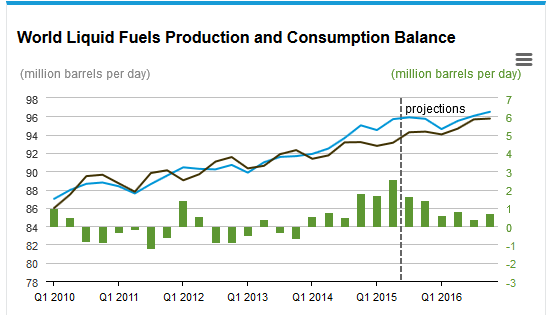 World Liquid Fuels Production and Consumption Balance
(million barrels per day) (million barrels per day)
projections
98 7
96 6
94 5
92 4
90 3
88 2
86 1
84 0
82 -1
80 -2
78 -3
Q1 2010 Q1 2011 Q1 2012 Q1 2013 Q1 2014 Q1 2015 Q1 2016